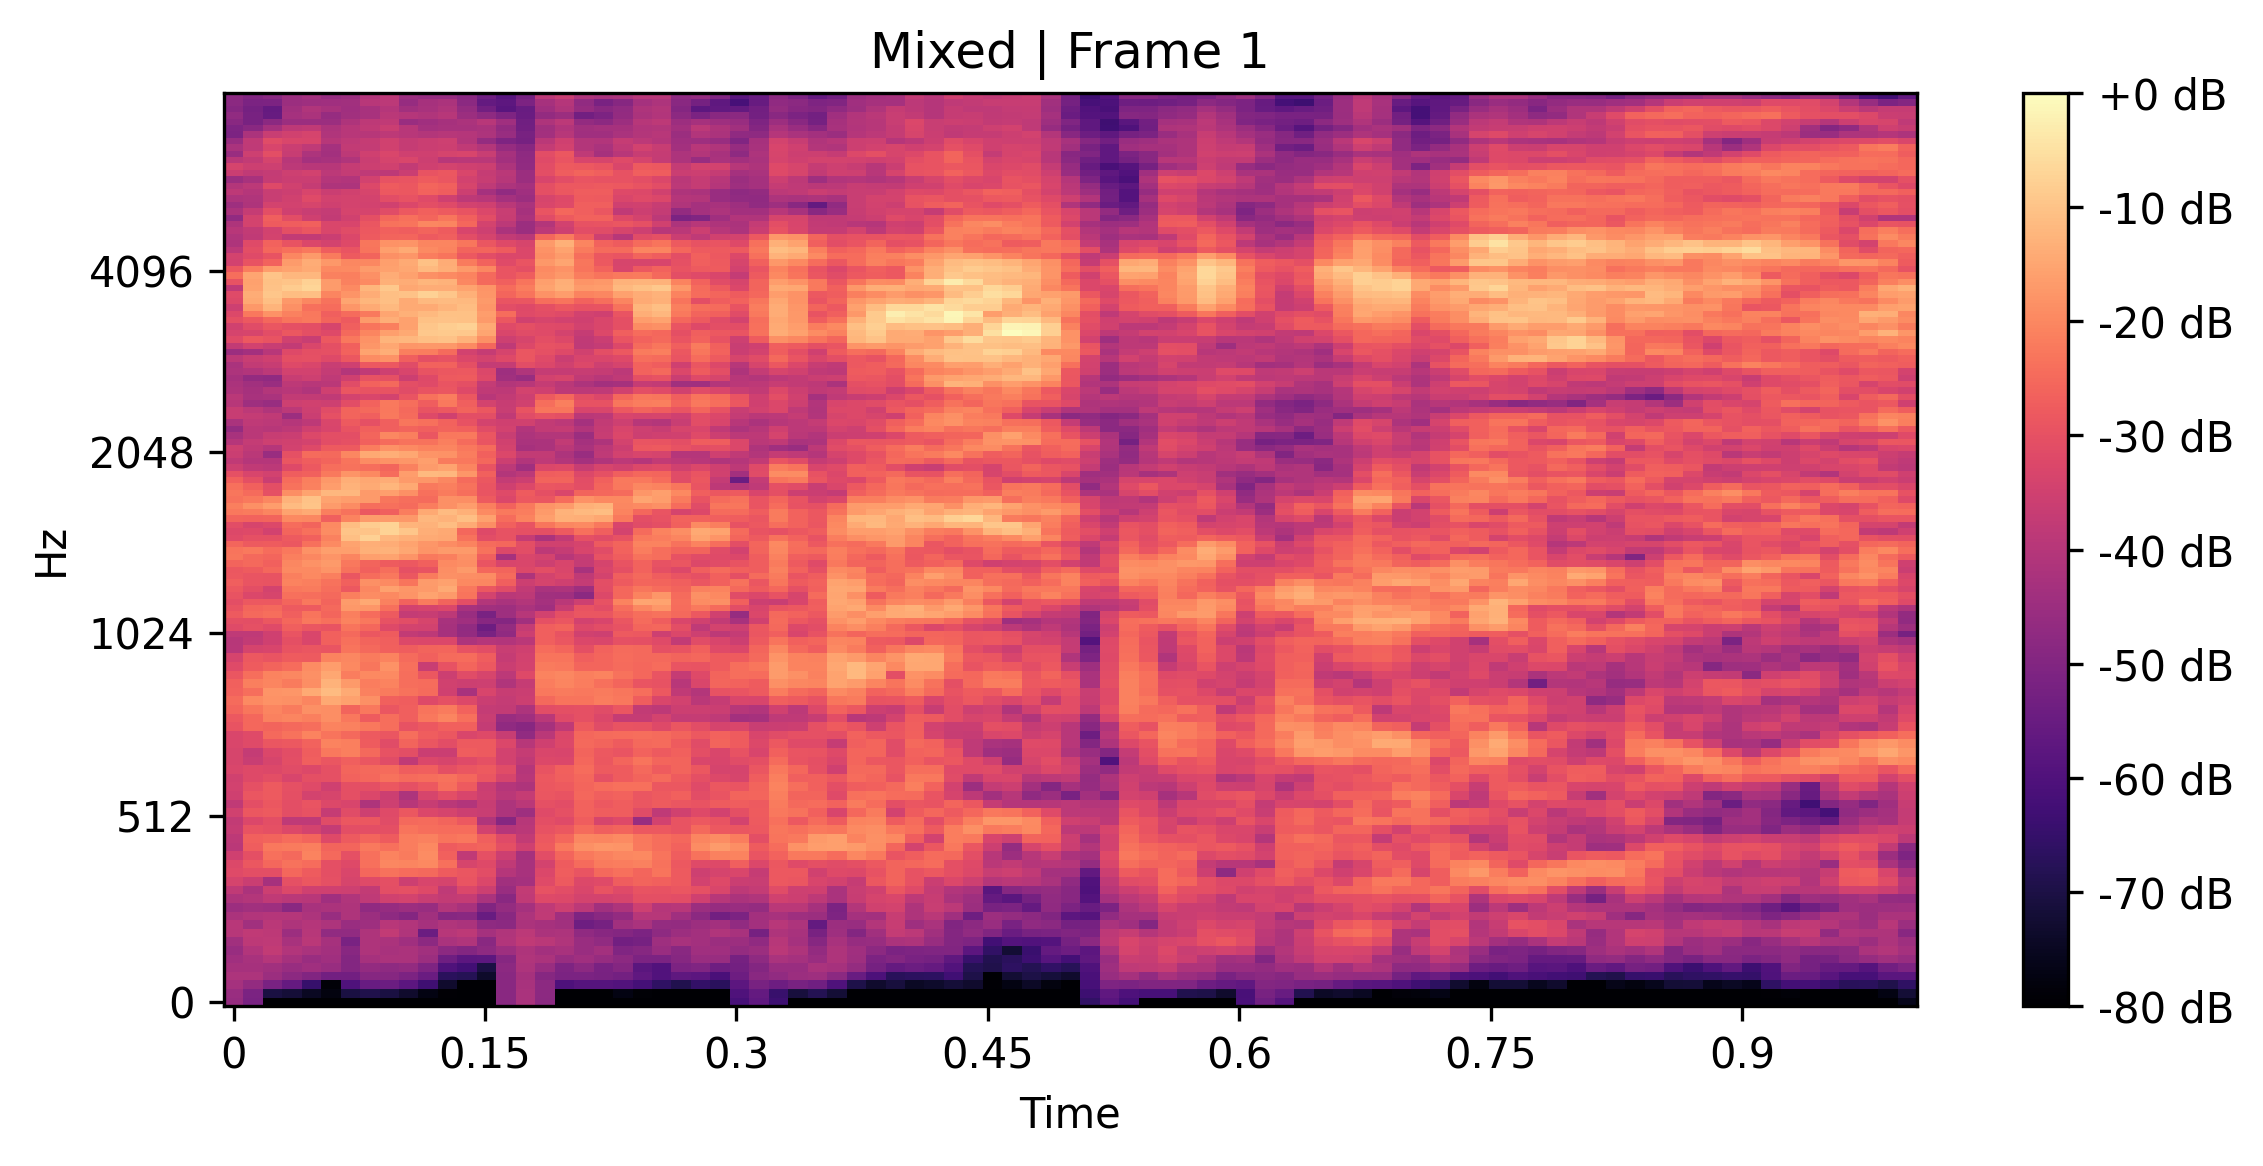 Mixed | Frame 1
+0 dB
-10 dB
-20 dB
-30 dB
-40 dB
-50 dB
-60 dB
-70 dB
-80 dB
4096
2048
1024
512
0
Hz
0 0.15 0.3 0.45 0.6 0.75 0.9
Time